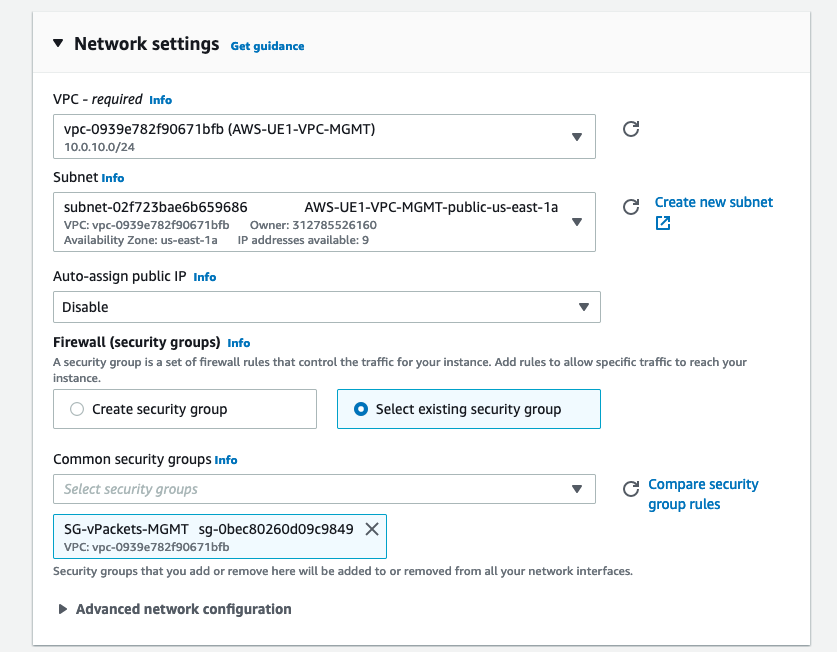 Network settings Get guidance
VPC - required Info
vpc-0939e782f90671bfb (AWS-UE1-VPC-MGMT)
10.0.10.0/24
Subnet Info
subnet-02f723bae6b659686 AWS-UE1-VPC-MGMT-public-us-east-1a
VPC: vpc-0939e782f90671bfb Owner: 312785526160
Availability Zone: us-east-1a IP addresses available: 9
Create new subnet
Auto-assign public IP Info
Disable
Firewall (security groups) Info
A security group is a set of firewall rules that control the traffic for your instance. Add rules to allow specific traffic to reach your
instance.
Create security group
Select existing security group
Common security groups Info
Select security groups
Compare security
group rules
SG-vPackets-MGMT sg-0bec80260d09c9849
VPC: vpc-0939e782f90671bfb
Security groups that you add or remove here will be added to or removed from all your network interfaces.
Advanced network configuration